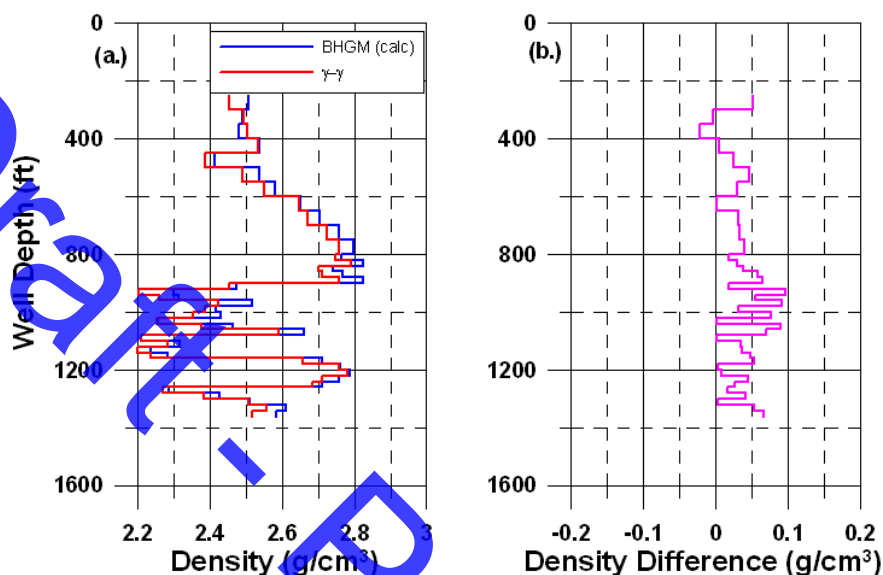 (a.)
BHGM (calc)
γ-γ
0
400
800
1200
1600
Well Depth (ft)
2.2 2.4 2.6 2.8 3
Density (g/cm³)
(b.)
0
400
800
1200
1600
-0.2 -0.1 0 0.1 0.2
Density Difference (g/cm³)
raft - P